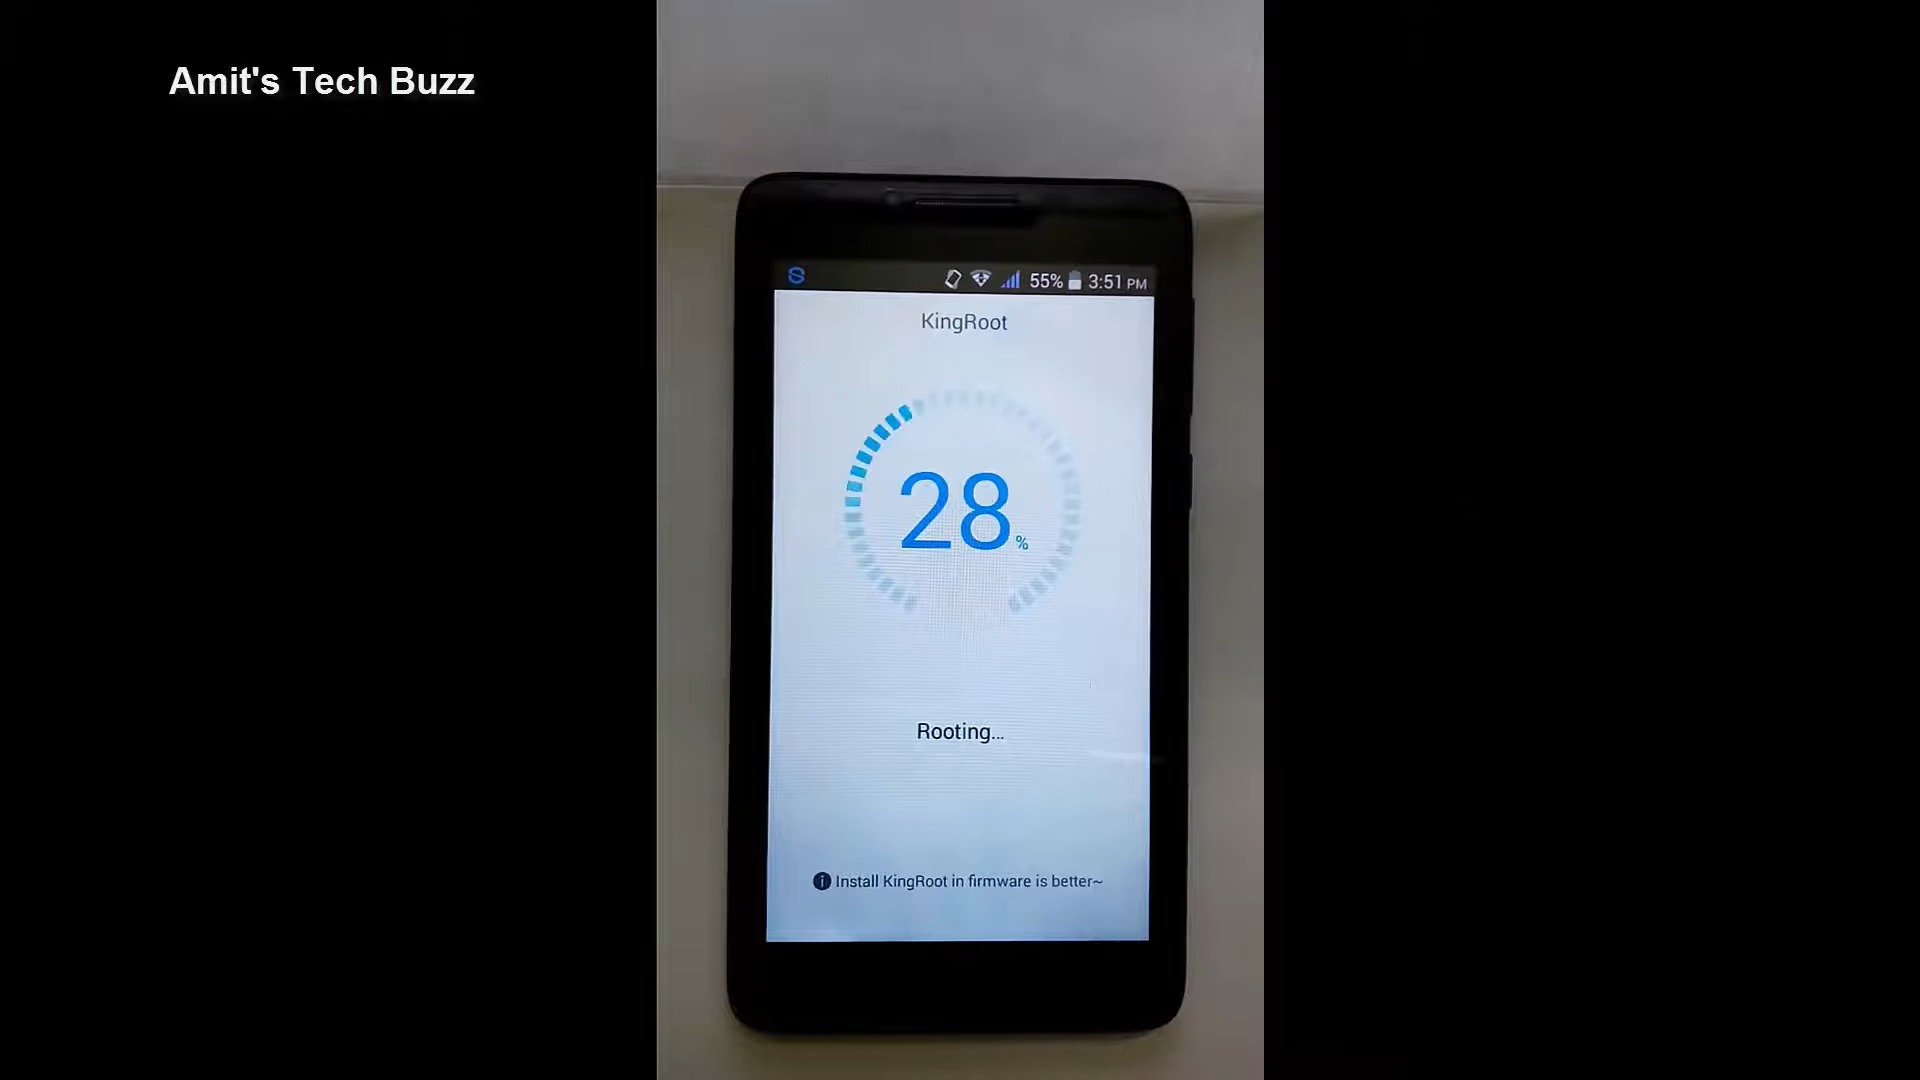 Amit's Tech Buzz
55% 3:51 PM
KingRoot
28%
Rooting...
Install KingRoot in firmware is better~